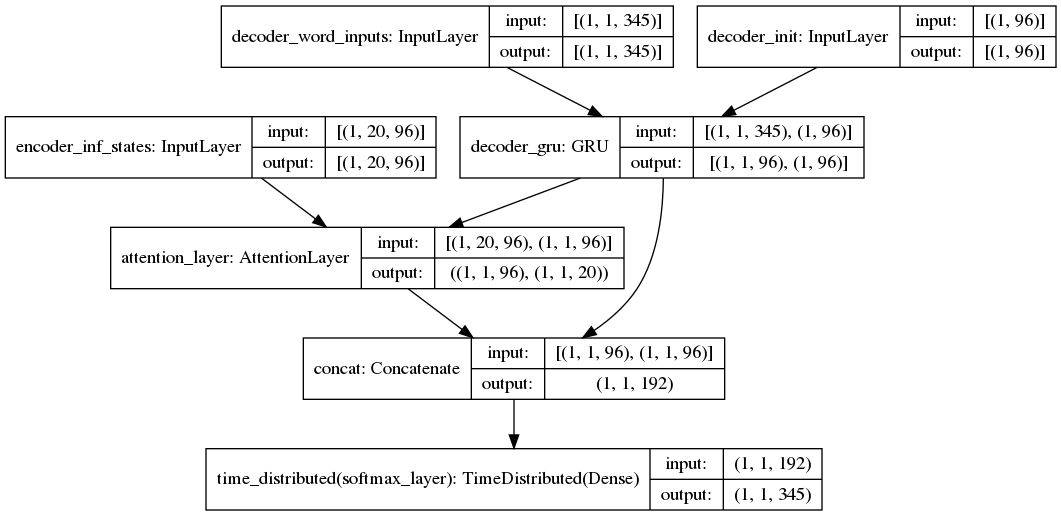 decoder_word_inputs: InputLayer
input: [(1, 1, 345)]
output: [(1, 1, 345)]
decoder_init: InputLayer
input: [(1, 96)]
output: [(1, 96)]
encoder_inf_states: InputLayer
input: [(1, 20, 96)]
output: [(1, 20, 96)]
decoder_gru: GRU
input: [(1, 1, 345), (1, 96)]
output: [(1, 1, 96), (1, 96)]
attention_layer: AttentionLayer
input: [(1, 20, 96), (1, 1, 96)]
output: ((1, 1, 96), (1, 1, 20))
concat: Concatenate
input: [(1, 1, 96), (1, 1, 96)]
output: (1, 1, 192)
time_distributed(softmax_layer): TimeDistributed(Dense)
input: (1, 1, 192)
output: (1, 1, 345)